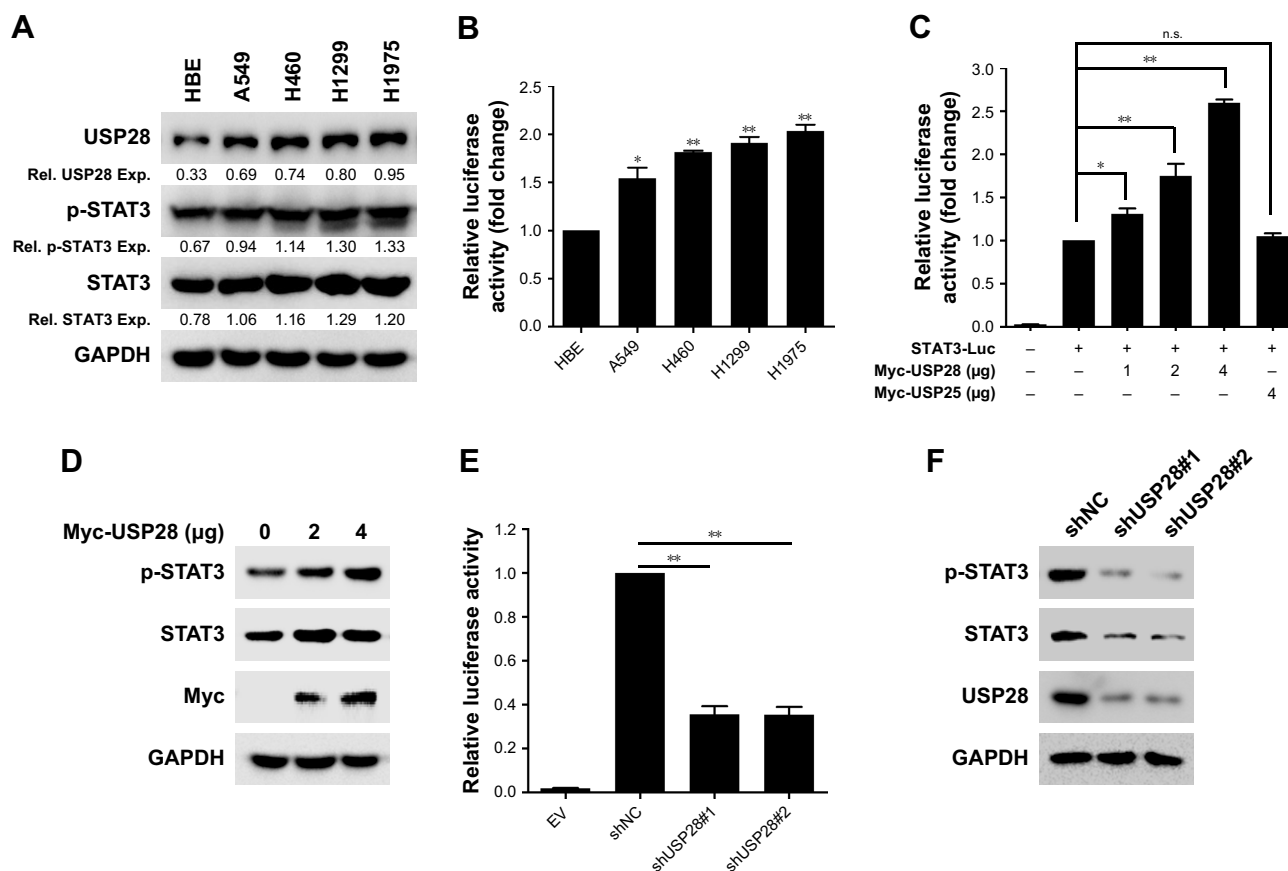 A
HBE A549 H460 H1299 H1975
USP28
Rel. USP28 Exp. 0.33 0.69 0.74 0.80 0.95
p-STAT3
Rel. p-STAT3 Exp. 0.67 0.94 1.14 1.30 1.33
STAT3
Rel. STAT3 Exp. 0.78 1.06 1.16 1.29 1.20
GAPDH
B
Relative luciferase
activity (fold change)
2.5
2.0
1.5
1.0
0.5
0.0
* ** ** **
HBE A549 H460 H1299 H1975
C
Relative luciferase
activity (fold change)
3.0
2.5
2.0
1.5
1.0
0.5
0.0
n.s.
**
**
*
STAT3-Luc – + + + + +
Myc-USP28 (µg) – – 1 2 4 –
Myc-USP25 (µg) – – – – – 4
D
Myc-USP28 (µg) 0 2 4
p-STAT3
STAT3
Myc
GAPDH
E
Relative luciferase activity
1.2
1.0
0.8
0.6
0.4
0.2
0.0
**
**
EV shNC shUSP28#1 shUSP28#2
F
shNC shUSP28#1 shUSP28#2
p-STAT3
STAT3
USP28
GAPDH